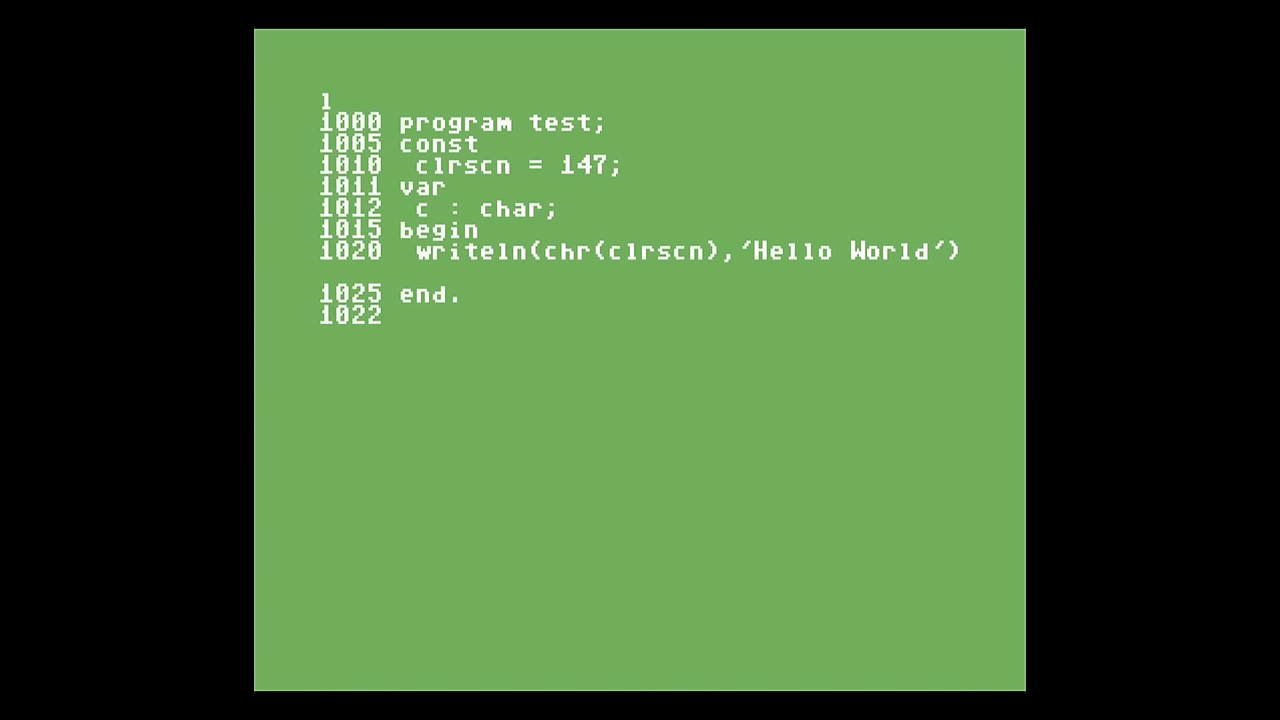 l
1000 program test;
1005 const
1010  clrscn = 147;
1011 var
1012  c : char;
1015 begin
1020  writeln(chr(clrscn),'Hello World')
1025 end.
1022